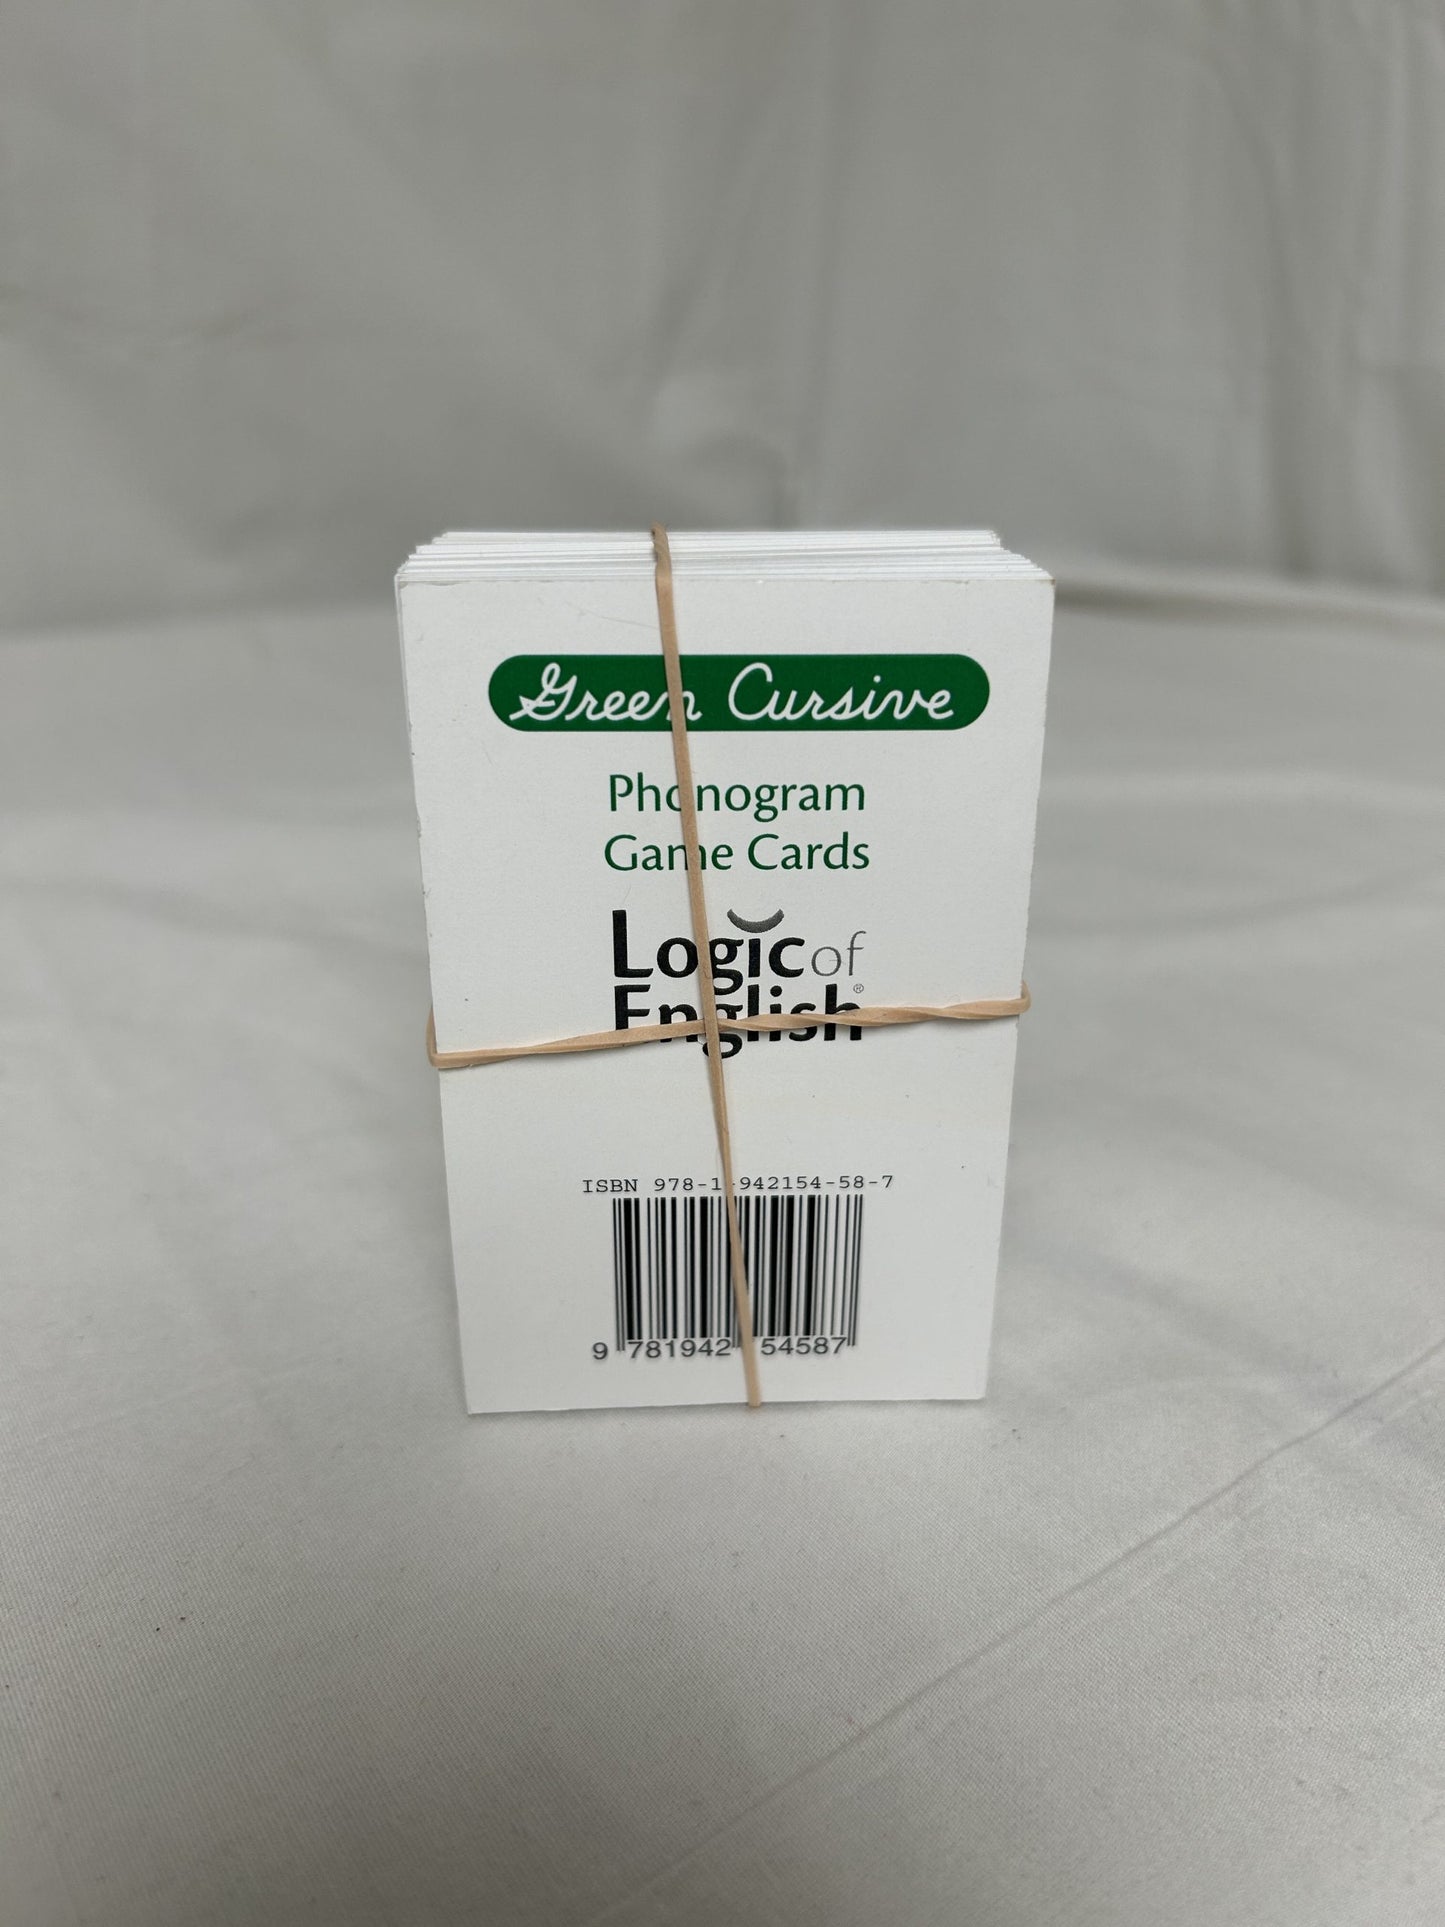 Green Cursive
Phonogram
Game Cards
Logic of
English®
ISBN 978-1-942154-58-7
9 781942 154587